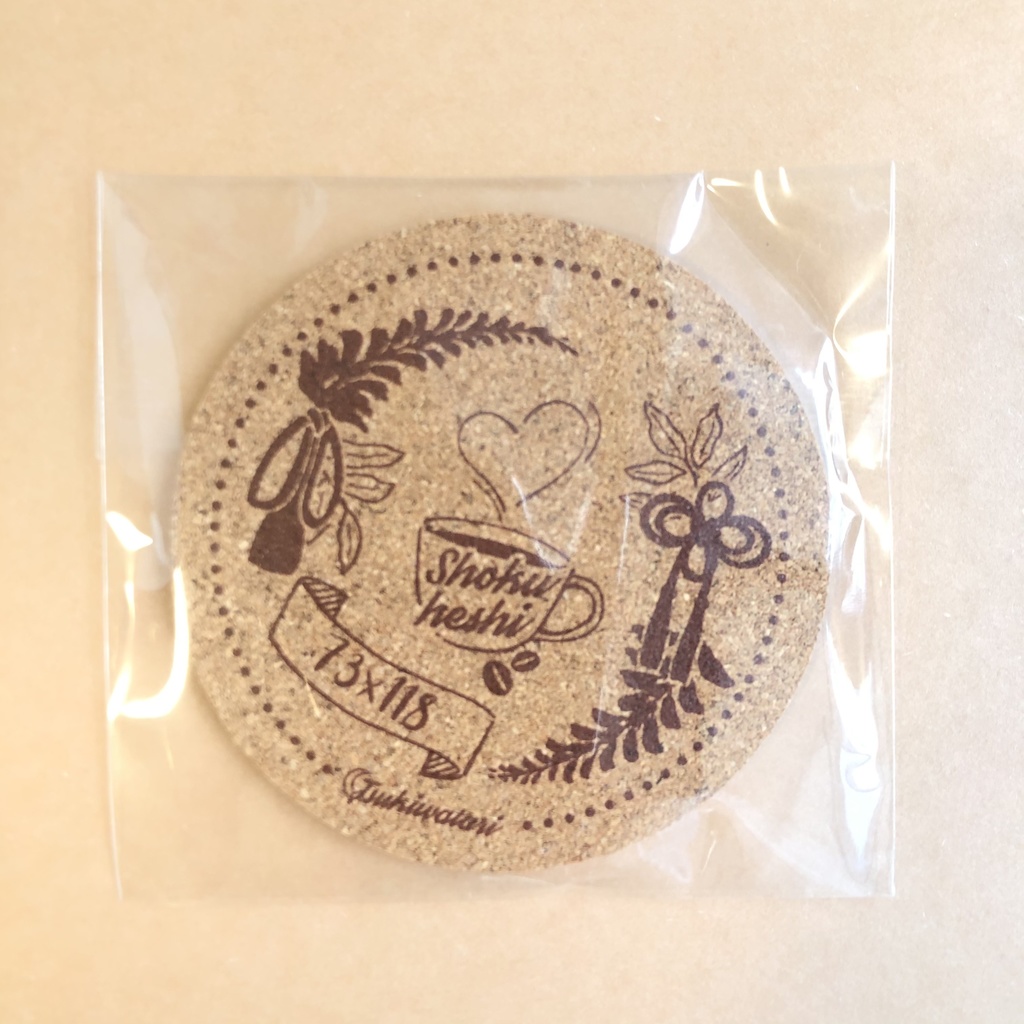 Shoku
heshi
73x118
Tsukiwatari